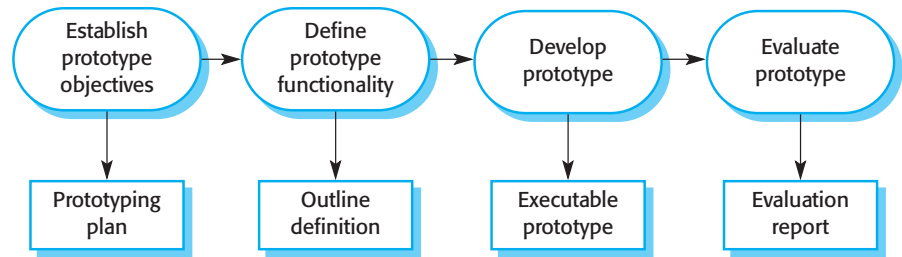 Establish
prototype
objectives
Define
prototype
functionality
Develop
prototype
Evaluate
prototype
Prototyping
plan
Outline
definition
Executable
prototype
Evaluation
report